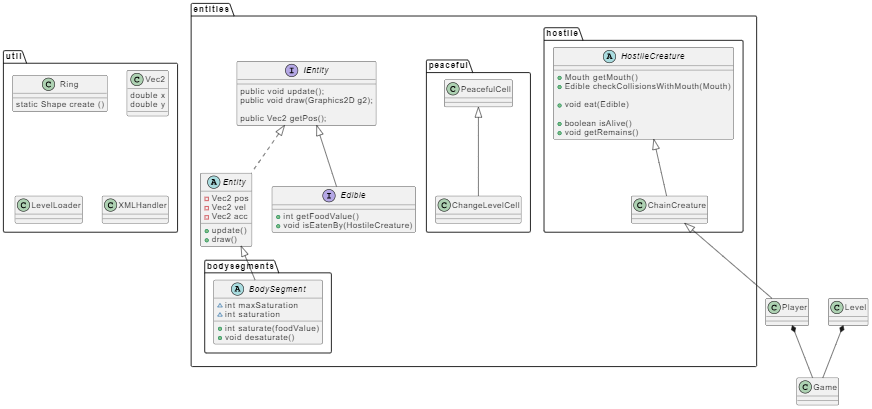 entities
util
C Ring
static Shape create ()
C Vec2
double x
double y
C LevelLoader
C XMLHandler
I IEntity
public void update();
public void draw(Graphics2D g2);
public Vec2 getPos();
A Entity
Vec2 pos
Vec2 vel
Vec2 acc
update()
draw()
I Edible
int getFoodValue()
void isEatenBy(HostileCreature)
bodysegments
A BodySegment
int maxSaturation
int saturation
int saturate(foodValue)
void desaturate()
peaceful
C PeacefulCell
C ChangeLevelCell
hostile
A HostileCreature
Mouth getMouth()
Edible checkCollisionsWithMouth(Mouth)
void eat(Edible)
boolean isAlive()
void getRemains()
C ChainCreature
C Player
C Level
C Game